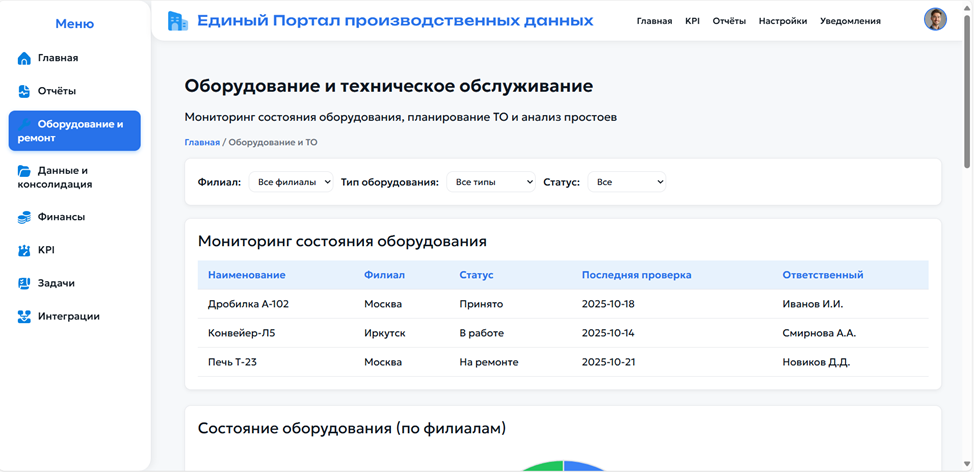 Меню
Главная
Отчёты
Оборудование и
ремонт
Данные и
консолидация
Финансы
KPI
Задачи
Интеграции
Единый Портал производственных данных
Главная KPI Отчёты Настройки Уведомления
Оборудование и техническое обслуживание
Мониторинг состояния оборудования, планирование ТО и анализ простоев
Главная / Оборудование и ТО
Филиал: Все филиалы Тип оборудования: Все типы Статус: Все
Мониторинг состояния оборудования
Наименование Филиал Статус Последняя проверка Ответственный
Дробилка А-102 Москва Принято 2025-10-18 Иванов И.И.
Конвейер-Л5 Иркутск В работе 2025-10-14 Смирнова А.А.
Печь Т-23 Москва На ремонте 2025-10-21 Новиков Д.Д.
Состояние оборудования (по филиалам)